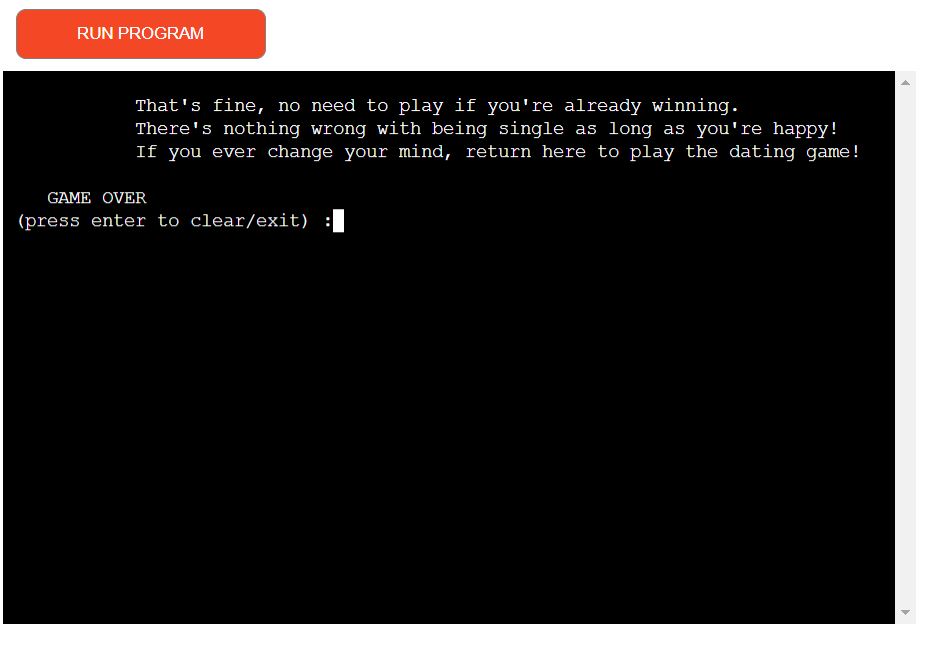 RUN PROGRAM
That's fine, no need to play if you're already winning.
There's nothing wrong with being single as long as you're happy!
If you ever change your mind, return here to play the dating game!
GAME OVER
(press enter to clear/exit) :